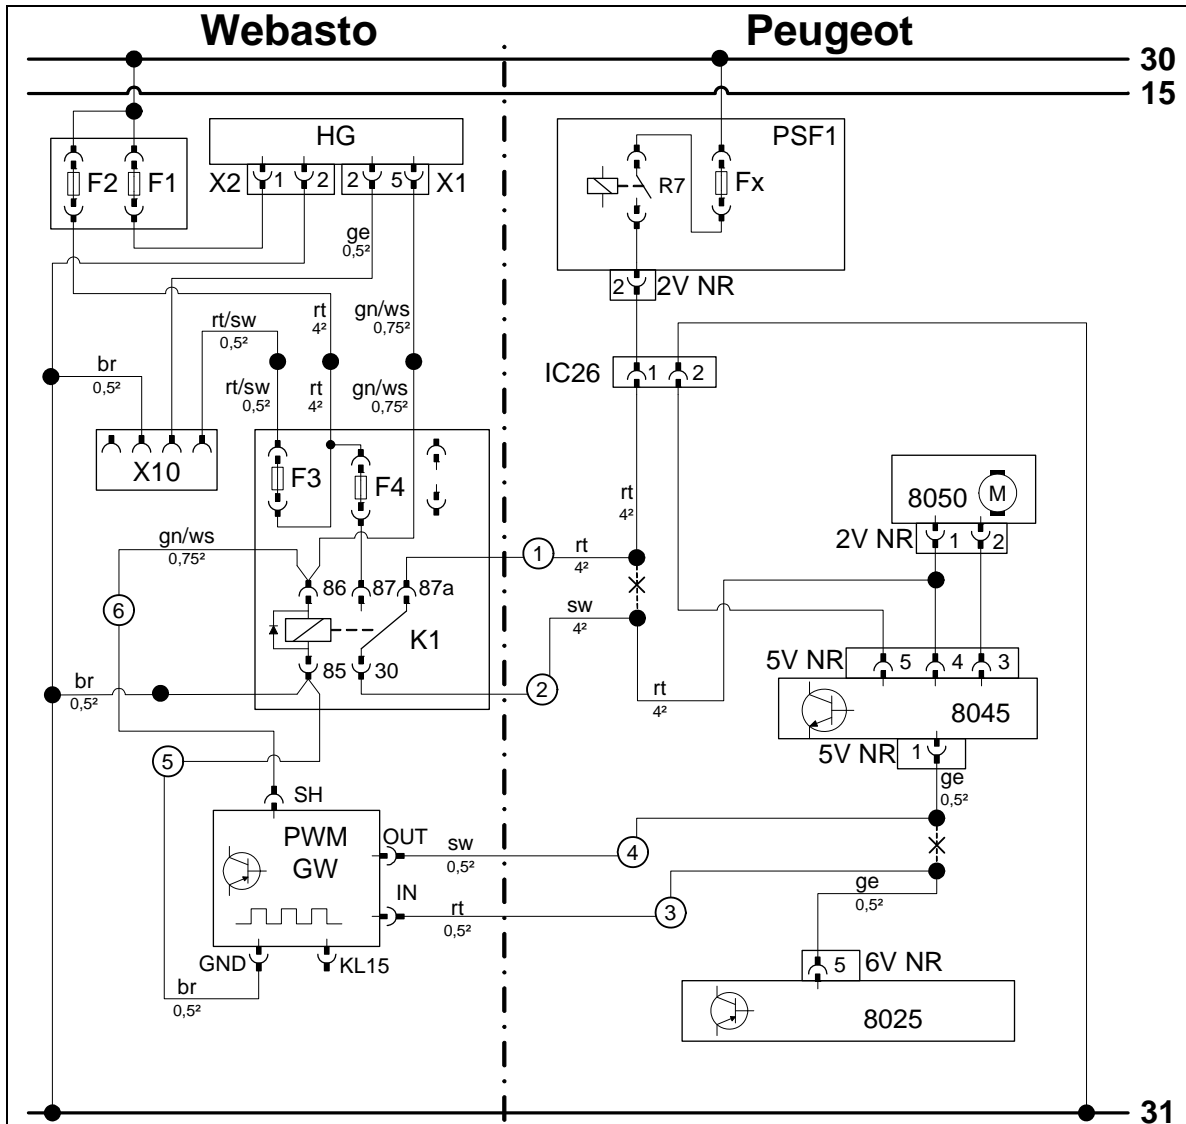 Webasto Peugeot
30
15
HG PSF1
F2 F1 X2 1 2 2 5 X1 R7 Fx
ge
0,5²
2 2V NR
rt/sw
0,5²
rt
4²
gn/ws
0,75²
br
0,5²
rt/sw
0,5²
rt
4²
gn/ws
0,75²
IC26 1 2
X10
F3 F4
8050 M
rt
4²
2V NR 1 2
gn/ws
0,75²
1 rt
4²
86 87 87a
6
sw
4²
K1
85 30
2
br
0,5²
rt
4²
5V NR 5 4 3
8045
5
5V NR 1
ge
0,5²
SH
PWM
GW
OUT
sw
0,5²
4
IN
rt
0,5²
3
ge
0,5²
GND KL15
br
0,5²
5 6V NR
8025
31